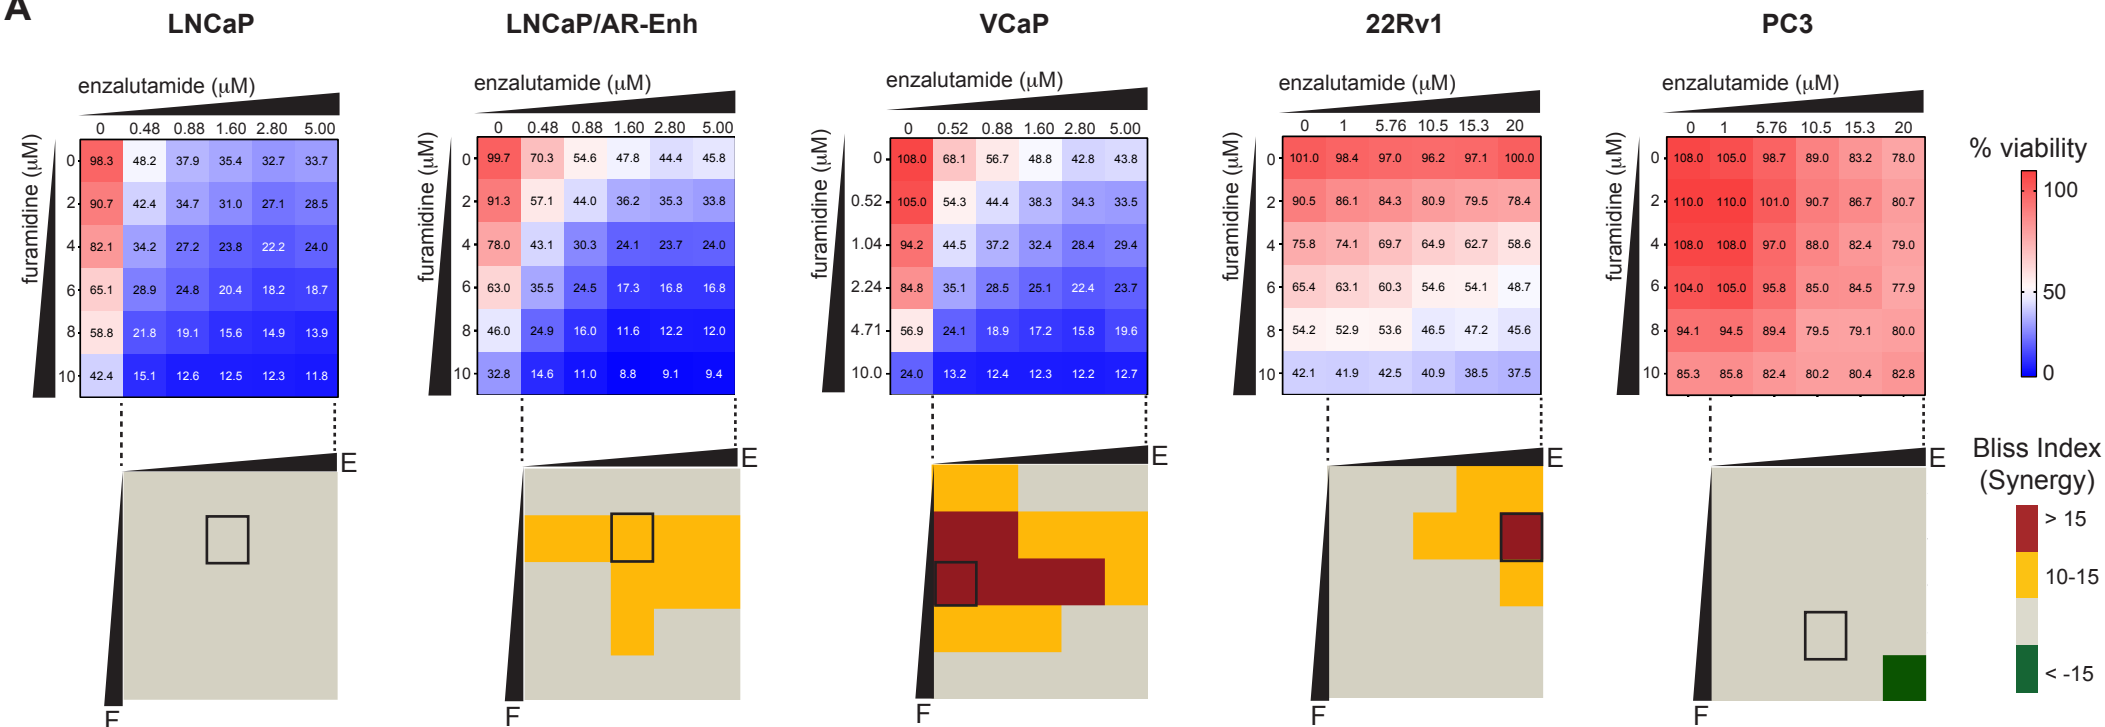 A
LNCaP
enzalutamide (μM)
0 0.48 0.88 1.60 2.80 5.00
furamidine (μM)
0 98.3 48.2 37.9 35.4 32.7 33.7
2 90.7 42.4 34.7 31.0 27.1 28.5
4 82.1 34.2 27.2 23.8 22.2 24.0
6 65.1 28.9 24.8 20.4 18.2 18.7
8 58.8 21.8 19.1 15.6 14.9 13.9
10 42.4 15.1 12.6 12.5 12.3 11.8
E
F
LNCaP/AR-Enh
enzalutamide (μM)
0 0.48 0.88 1.60 2.80 5.00
furamidine (μM)
0 99.7 70.3 54.6 47.8 44.4 45.8
2 91.3 57.1 44.0 36.2 35.3 33.8
4 78.0 43.1 30.3 24.1 23.7 24.0
6 63.0 35.5 24.5 17.3 16.8 16.8
8 46.0 24.9 16.0 11.6 12.2 12.0
10 32.8 14.6 11.0 8.8 9.1 9.4
E
F
VCaP
enzalutamide (μM)
0 0.52 0.88 1.60 2.80 5.00
furamidine (μM)
0 108.0 68.1 56.7 48.8 42.8 43.8
0.52 105.0 54.3 44.4 38.3 34.3 33.5
1.04 94.2 44.5 37.2 32.4 28.4 29.4
2.24 84.8 35.1 28.5 25.1 22.4 23.7
4.71 56.9 24.1 18.9 17.2 15.8 19.6
10.0 24.0 13.2 12.4 12.3 12.2 12.7
E
F
22Rv1
enzalutamide (μM)
0 1 5.76 10.5 15.3 20
furamidine (μM)
0 101.0 98.4 97.0 96.2 97.1 100.0
2 90.5 86.1 84.3 80.9 79.5 78.4
4 75.8 74.1 69.7 64.9 62.7 58.6
6 65.4 63.1 60.3 54.6 54.1 48.7
8 54.2 52.9 53.6 46.5 47.2 45.6
10 42.1 41.9 42.5 40.9 38.5 37.5
E
F
PC3
enzalutamide (μM)
0 1 5.76 10.5 15.3 20
furamidine (μM)
0 108.0 105.0 98.7 89.0 83.2 78.0
2 110.0 110.0 101.0 90.7 86.7 80.7
4 108.0 108.0 97.0 88.0 82.4 79.0
6 104.0 105.0 95.8 85.0 84.5 77.9
8 94.1 94.5 89.4 79.5 79.1 80.0
10 85.3 85.8 82.4 80.2 80.4 82.8
E
F
% viability
100
50
0
Bliss Index
(Synergy)
> 15
10-15
< -15